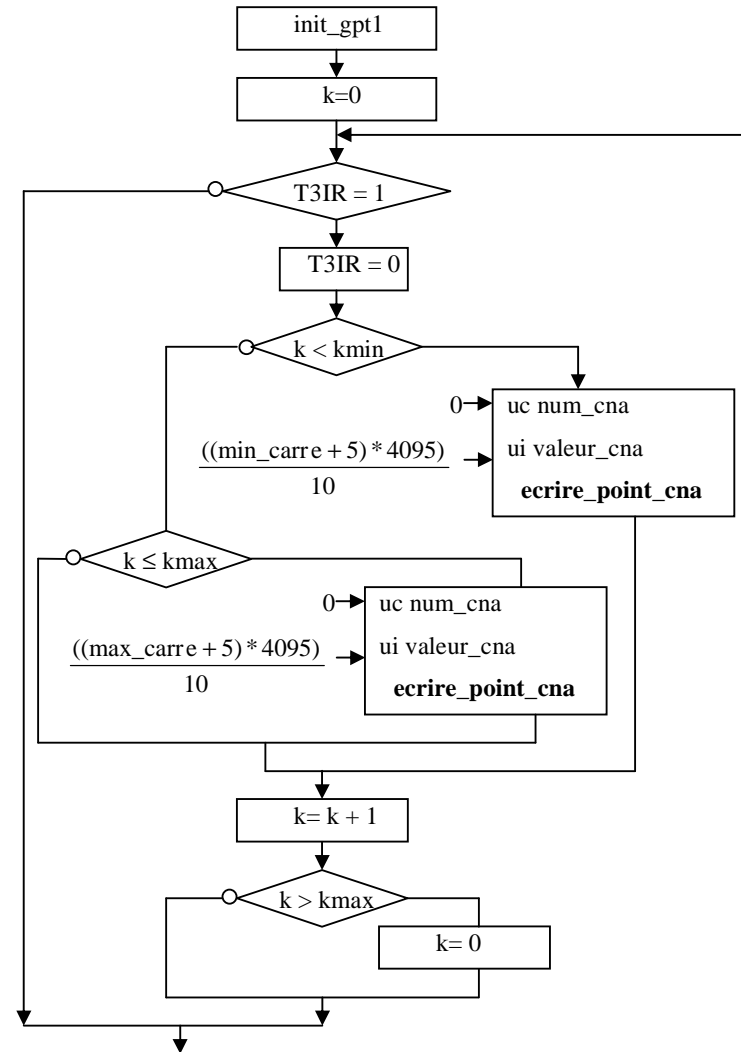 init_gpt1
k=0
T3IR = 1
T3IR = 0
k < kmin
0
uc num_cna
((min_carre + 5) * 4095)
10
ui valeur_cna
ecrire_point_cna
k ≤ kmax
0
uc num_cna
((max_carre + 5) * 4095)
10
ui valeur_cna
ecrire_point_cna
k= k + 1
k > kmax
k= 0